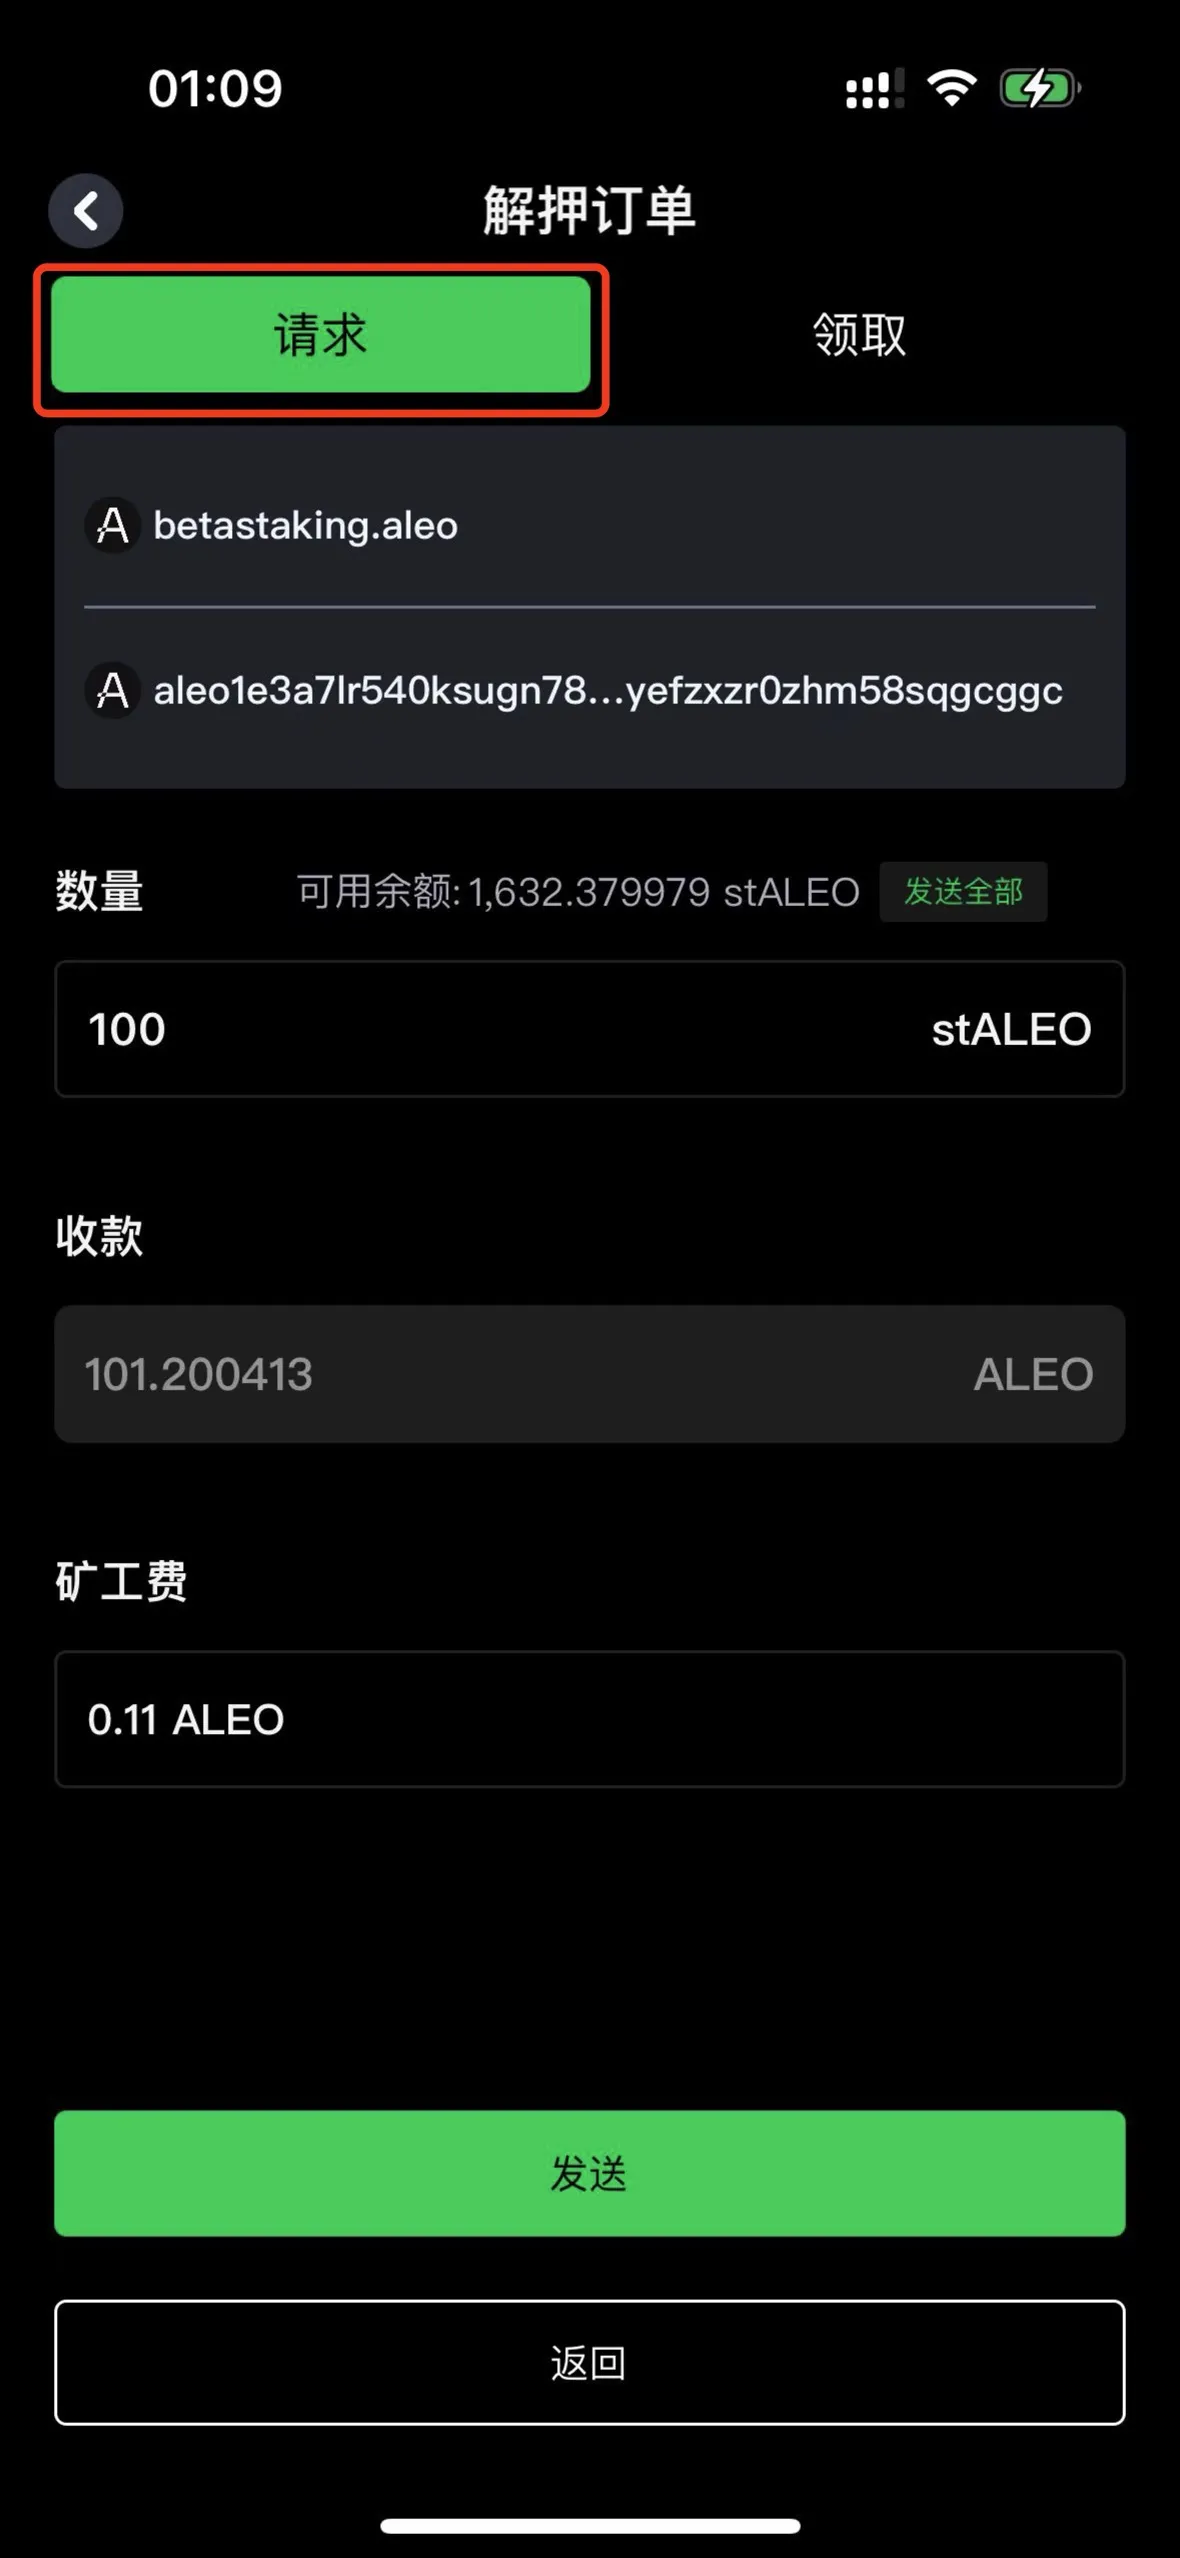 01:09
解押订单
请求 领取
betastaking.aleo
aleo1e3a7lr540ksugn78...yefzxzr0zhm58sqgcggc
数量 可用余额: 1,632.379979 stALEO 发送全部
100 stALEO
收款
101.200413 ALEO
矿工费
0.11 ALEO
发送
返回